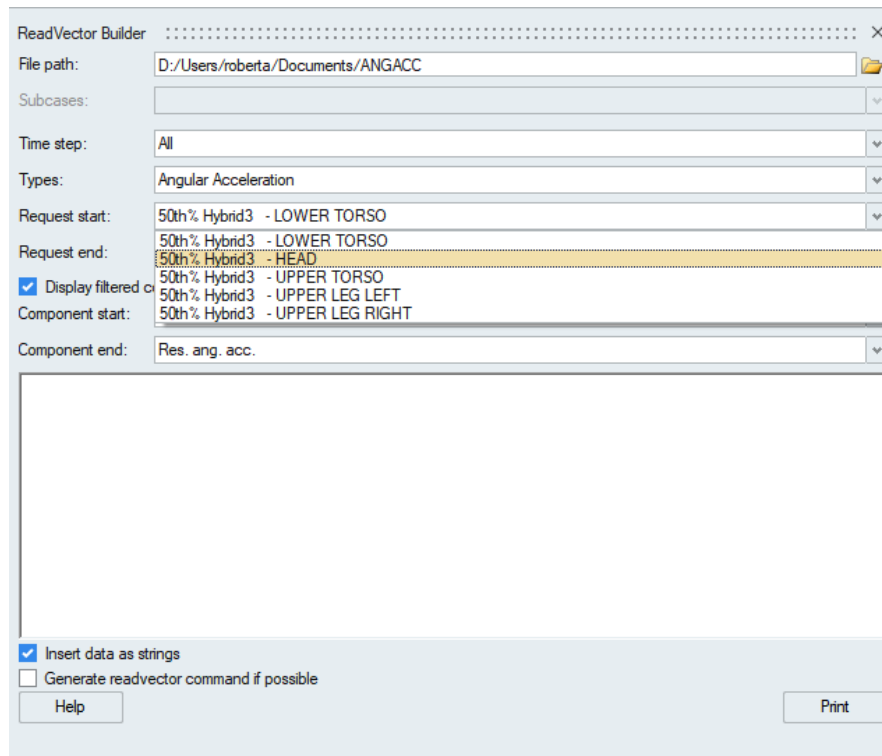 ReadVector Builder
File path: D:/Users/roberta/Documents/ANGACC
Subcases:
Time step: All
Types: Angular Acceleration
Request start: 50th% Hybrid3 - LOWER TORSO
50th% Hybrid3 - LOWER TORSO
Request end: 50th% Hybrid3 - HEAD
50th% Hybrid3 - UPPER TORSO
Display filtered c 50th% Hybrid3 - UPPER LEG LEFT
Component start: 50th% Hybrid3 - UPPER LEG RIGHT
Component end: Res. ang. acc.
Insert data as strings
Generate readvector command if possible
Help Print